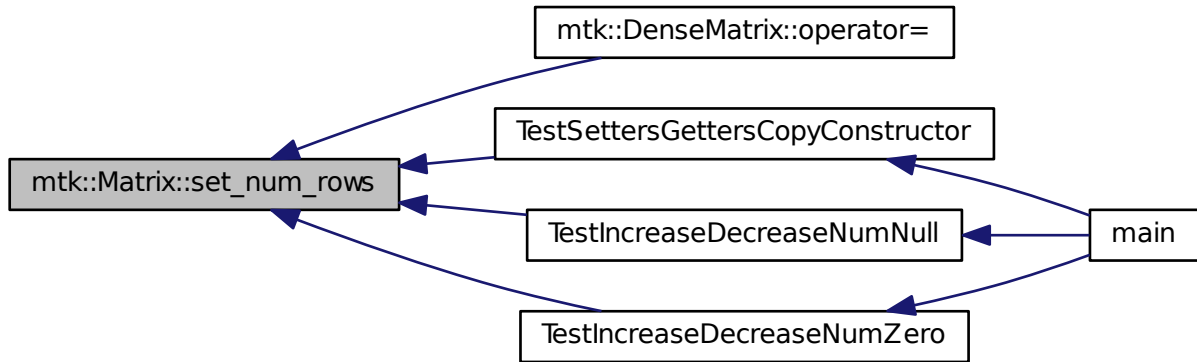 mtk::DenseMatrix::operator=
TestSettersGettersCopyConstructor
mtk::Matrix::set_num_rows
TestIncreaseDecreaseNumNull
main
TestIncreaseDecreaseNumZero